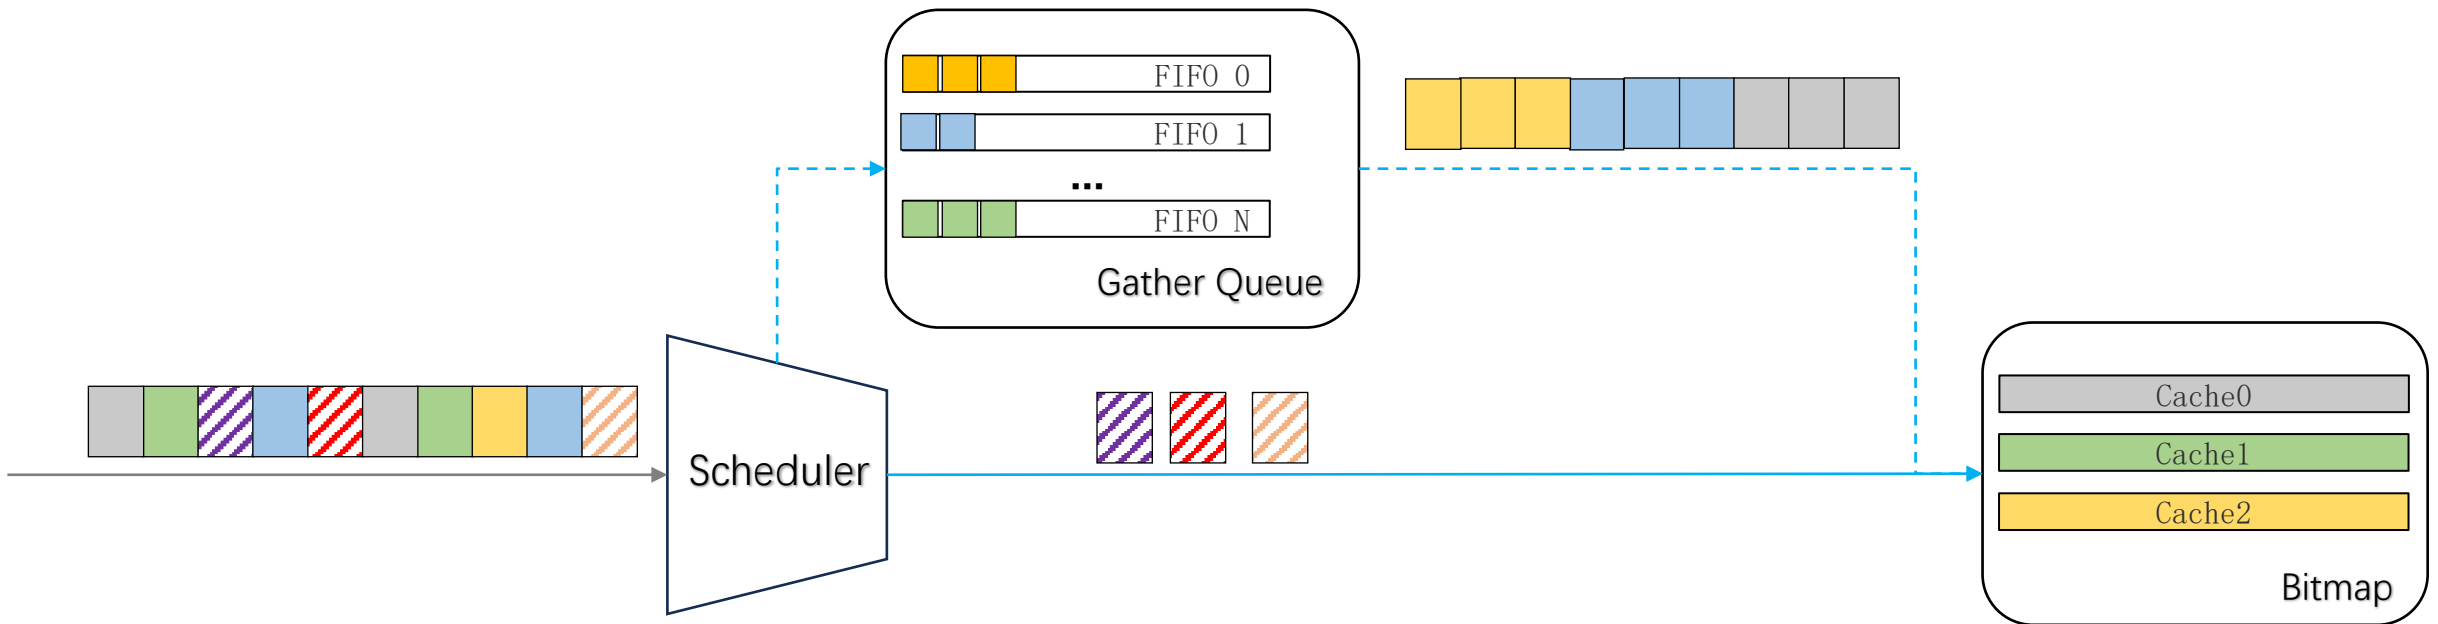 FIFO 0
FIFO 1
...
FIFO N
Gather Queue
Scheduler
Cache0
Cache1
Cache2
Bitmap